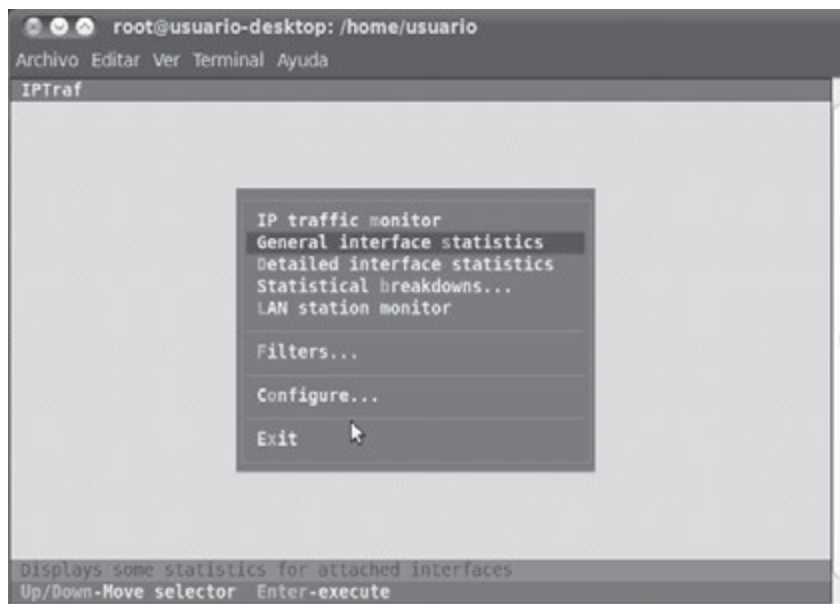 root@usuario-desktop: /home/usuario
Archivo Editar Ver Terminal Ayuda
IPTraf
IP traffic monitor
General interface statistics
Detailed interface statistics
Statistical breakdowns...
LAN station monitor
Filters...
Configure...
Exit
Displays some statistics for attached interfaces
Up/Down-Move selector Enter-execute